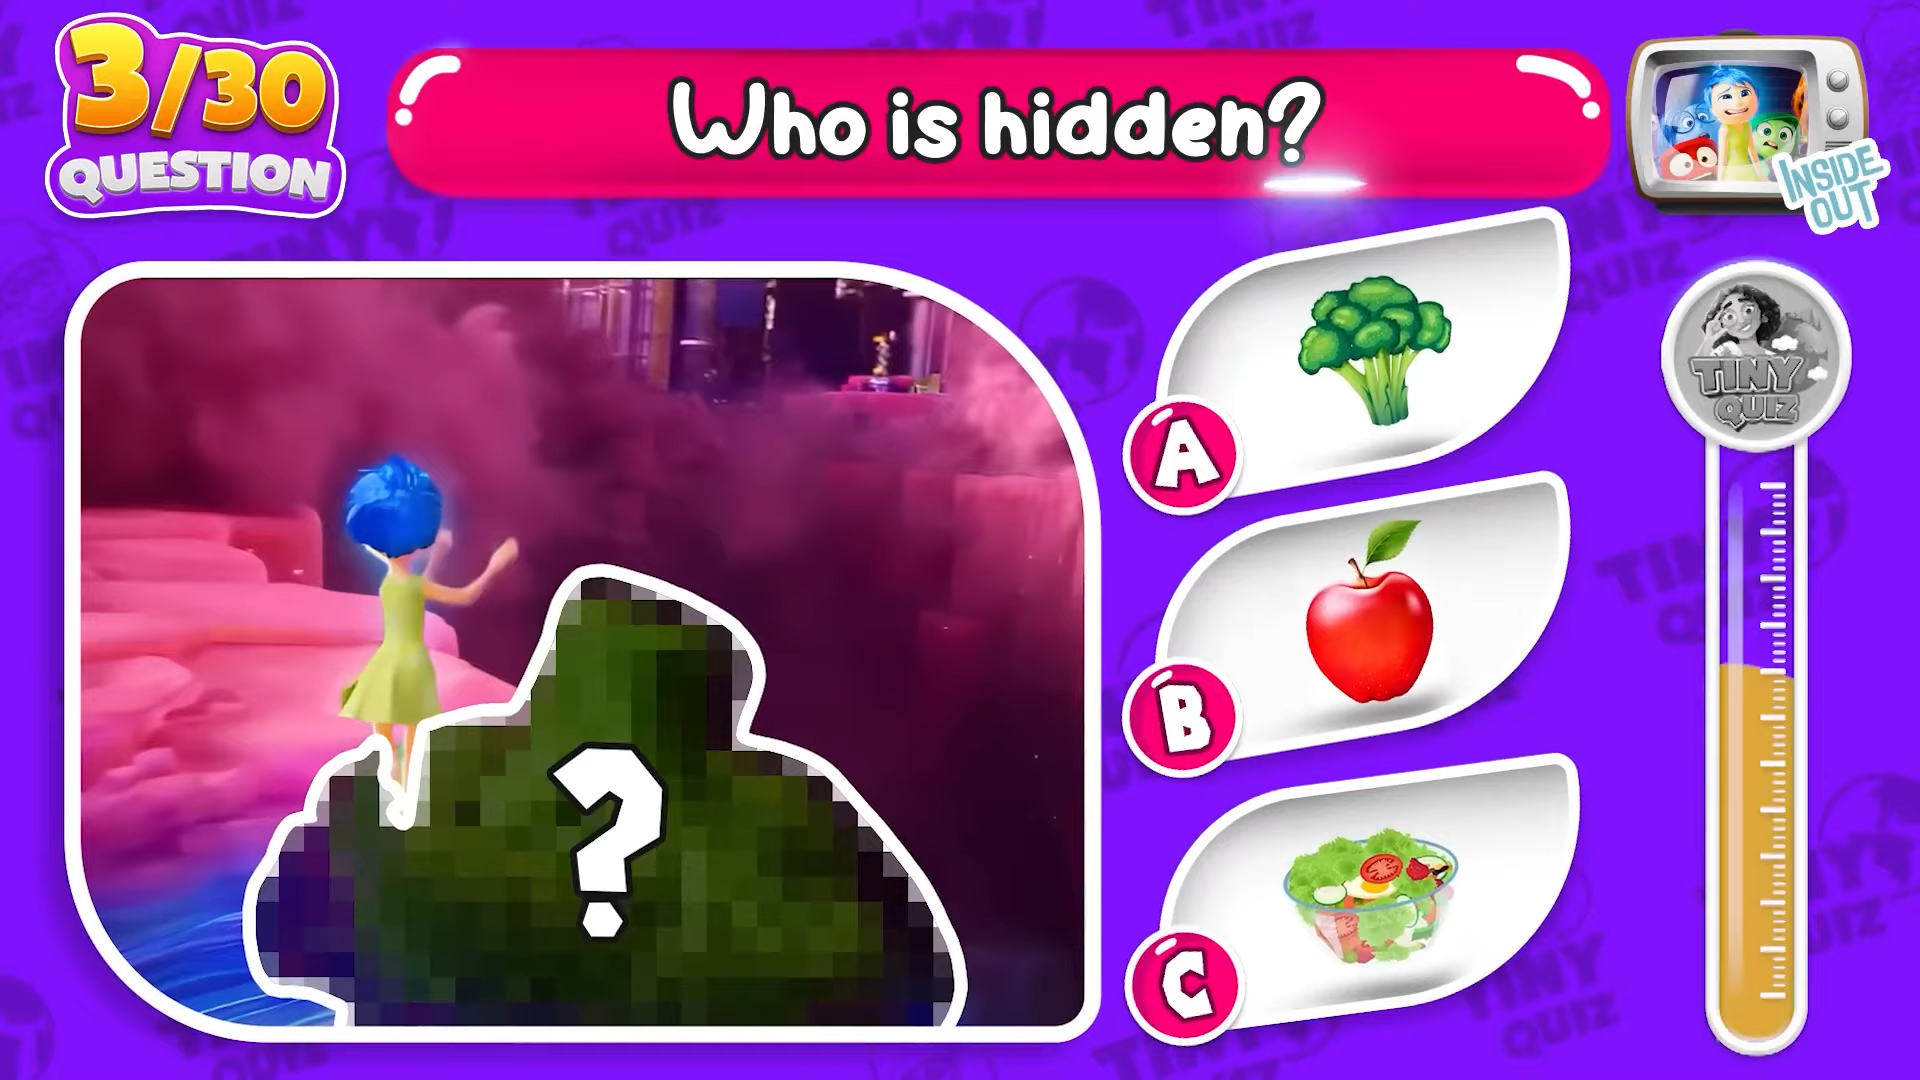 3/30
QUESTION
Who is hidden?
INSIDE
OUT
A
B
C
?
TINY
QUIZ